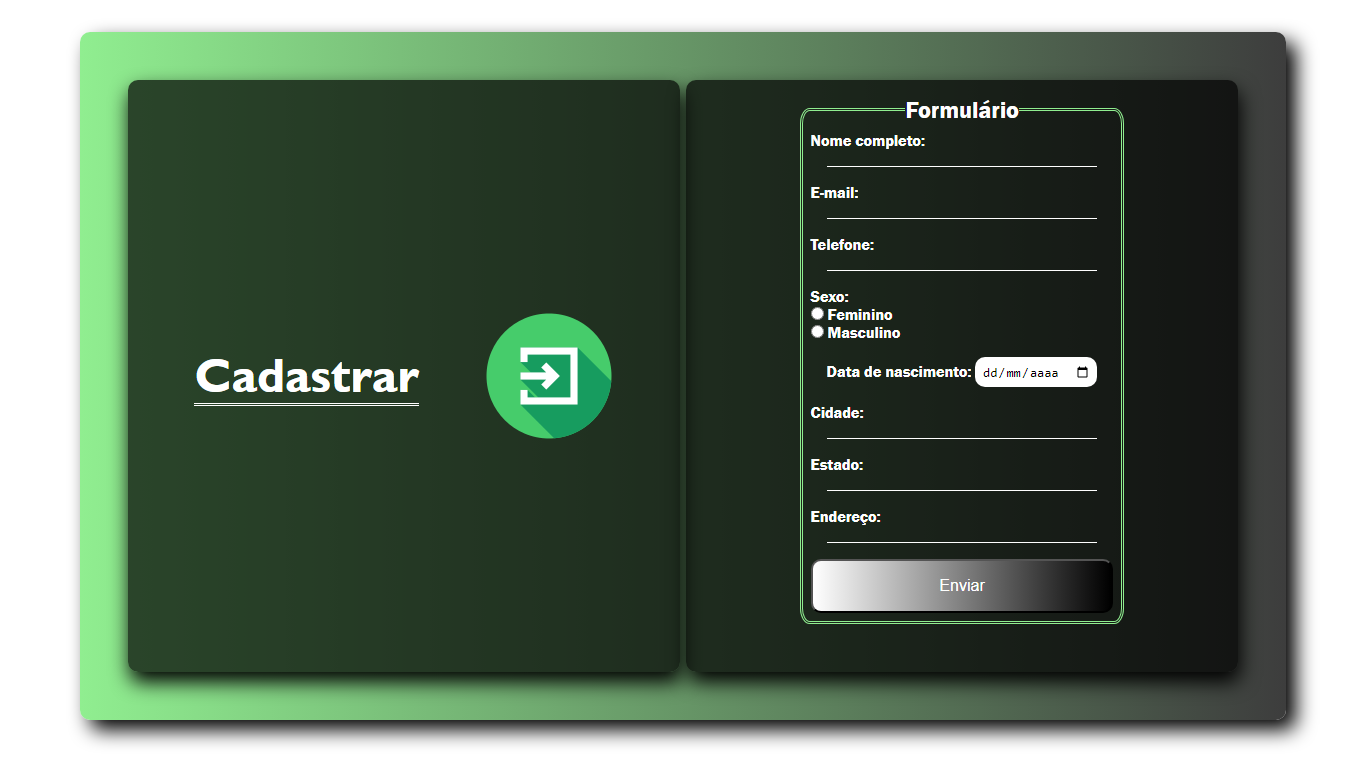 Cadastrar
Formulário
Nome completo:
E-mail:
Telefone:
Sexo:
Feminino
Masculino
Data de nascimento: dd/mm/aaaa
Cidade:
Estado:
Endereço:
Enviar